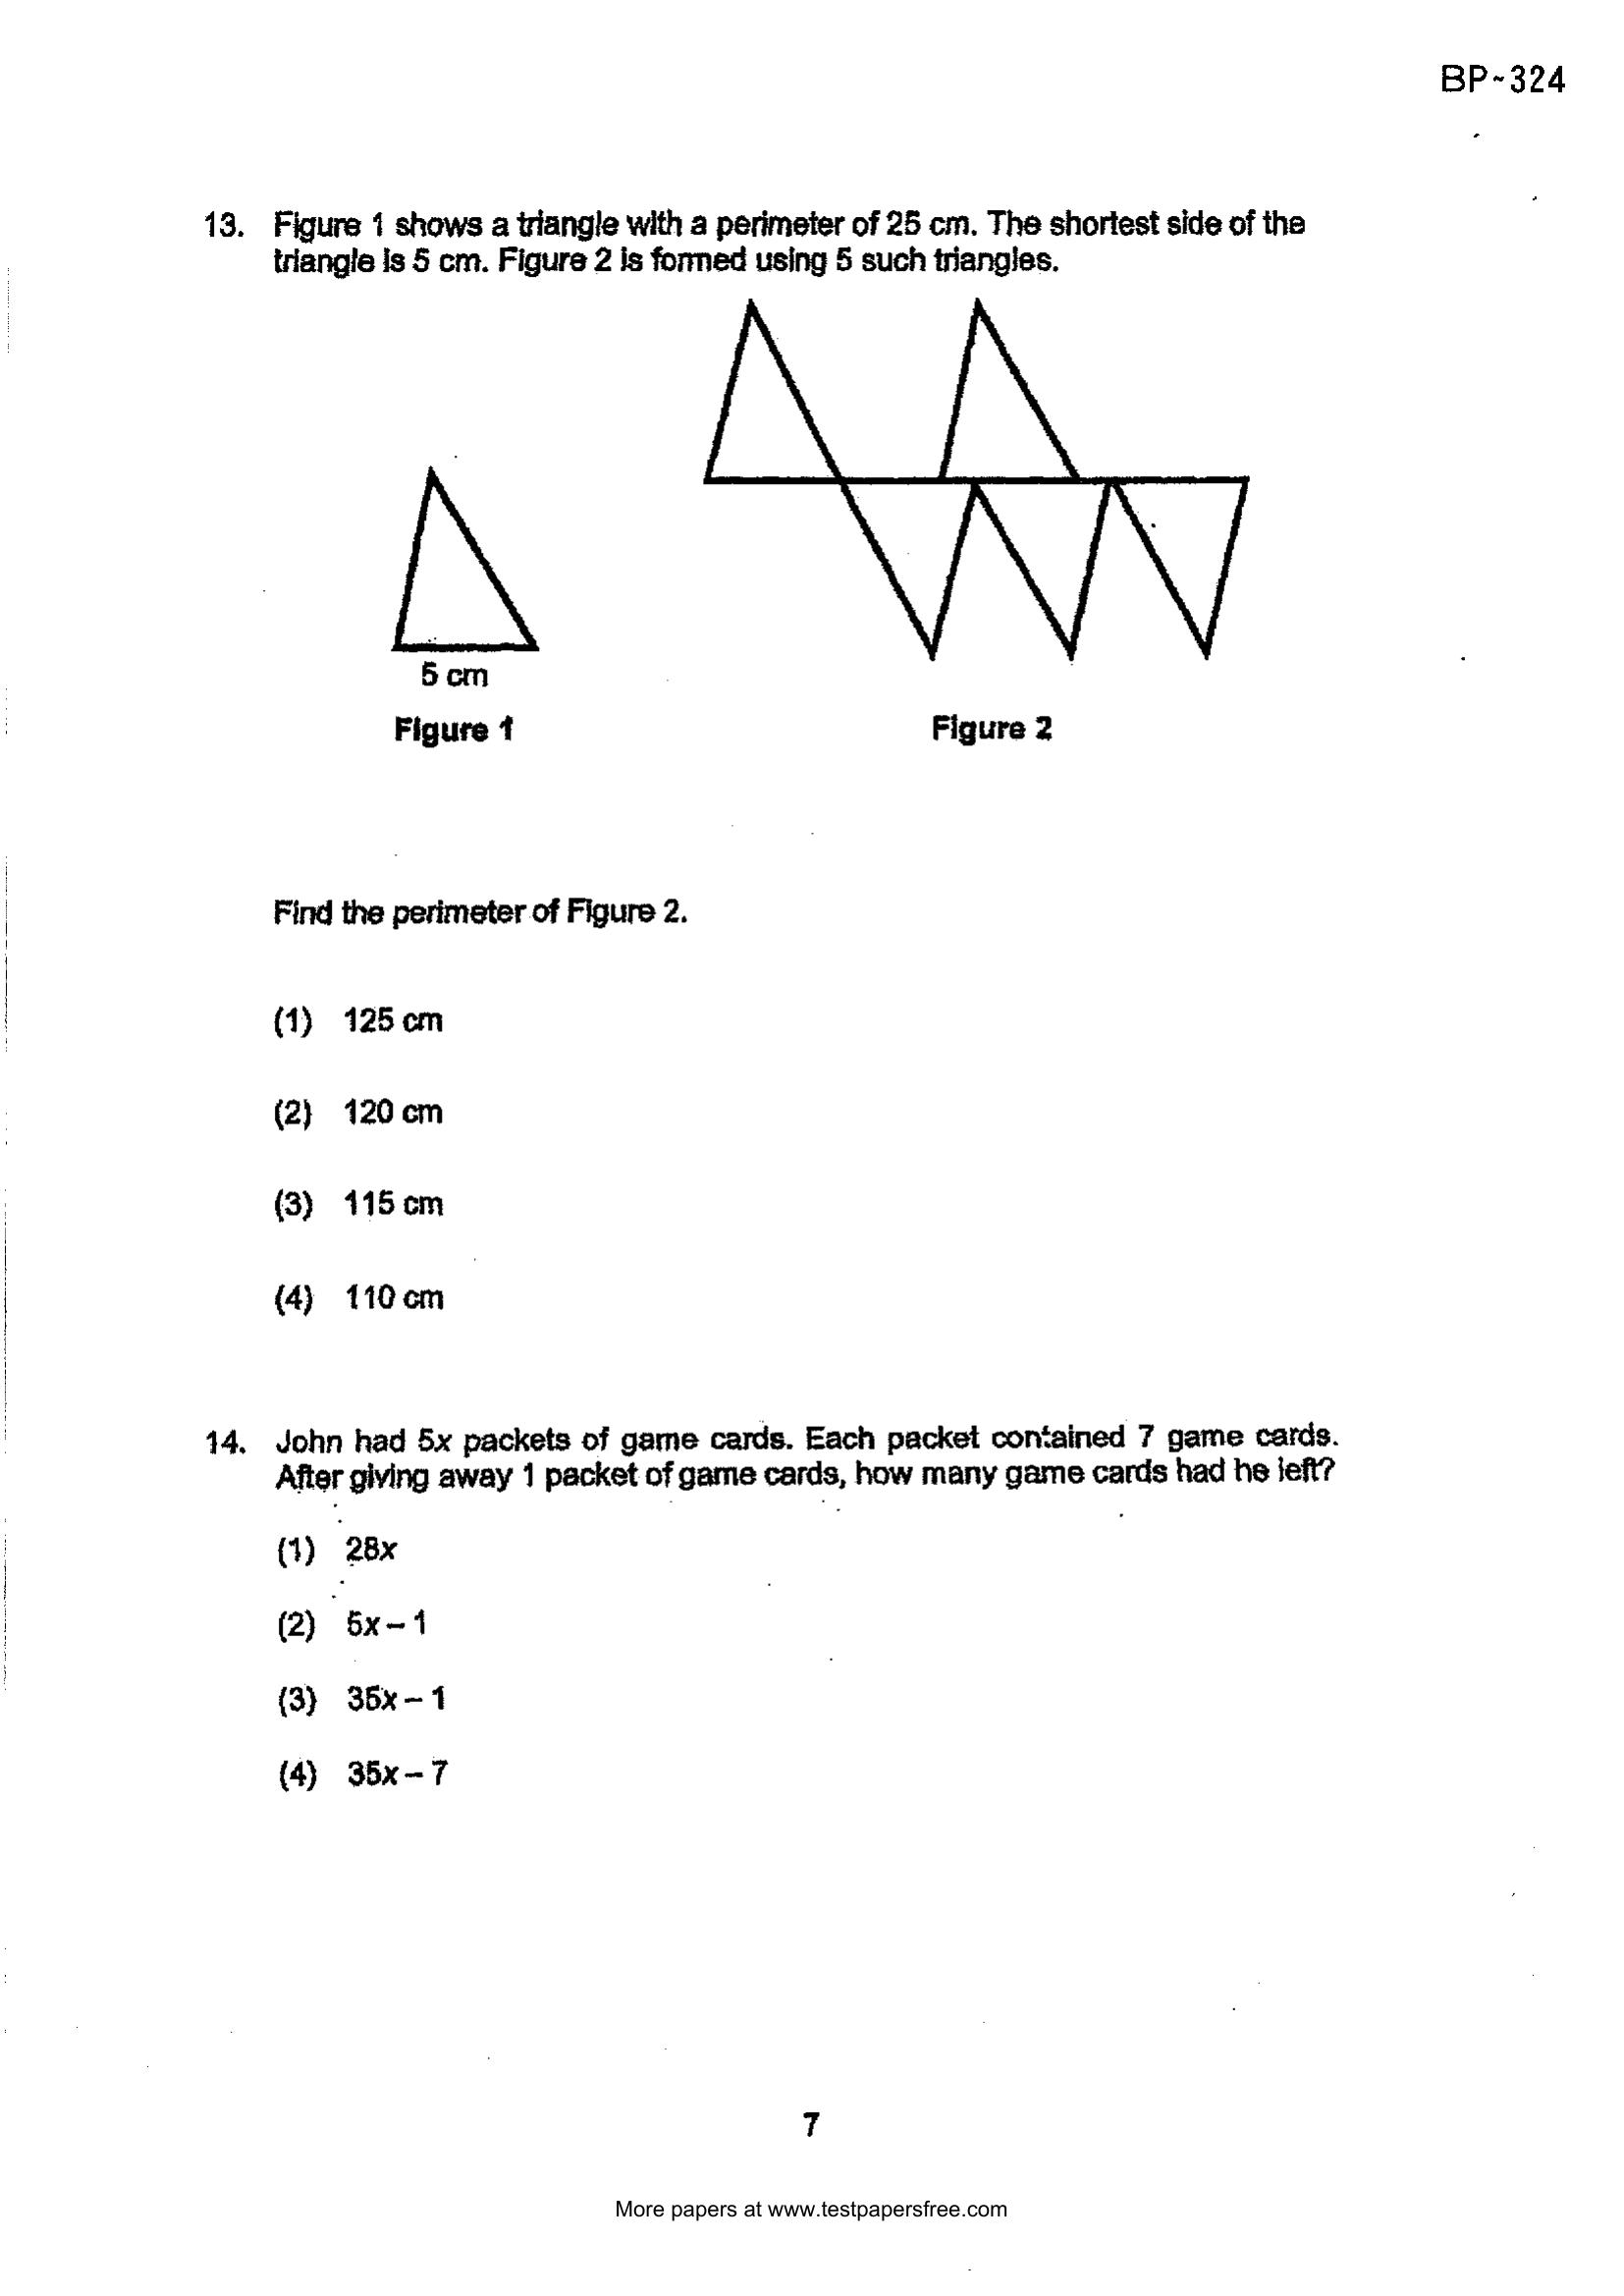 BP~324
13. Figure 1 shows a triangle with a perimeter of 25 cm. The shortest side of the
triangle is 5 cm. Figure 2 is formed using 5 such triangles.
5 cm
Figure 1
Figure 2
Find the perimeter of Figure 2.
(1) 125 cm
(2) 120 cm
(3) 115 cm
(4) 110 cm
14. John had 5x packets of game cards. Each packet contained 7 game cards.
After giving away 1 packet of game cards, how many game cards had he left?
(1) 28x
(2) 5x – 1
(3) 35x – 1
(4) 35x – 7
7
More papers at www.testpapersfree.com